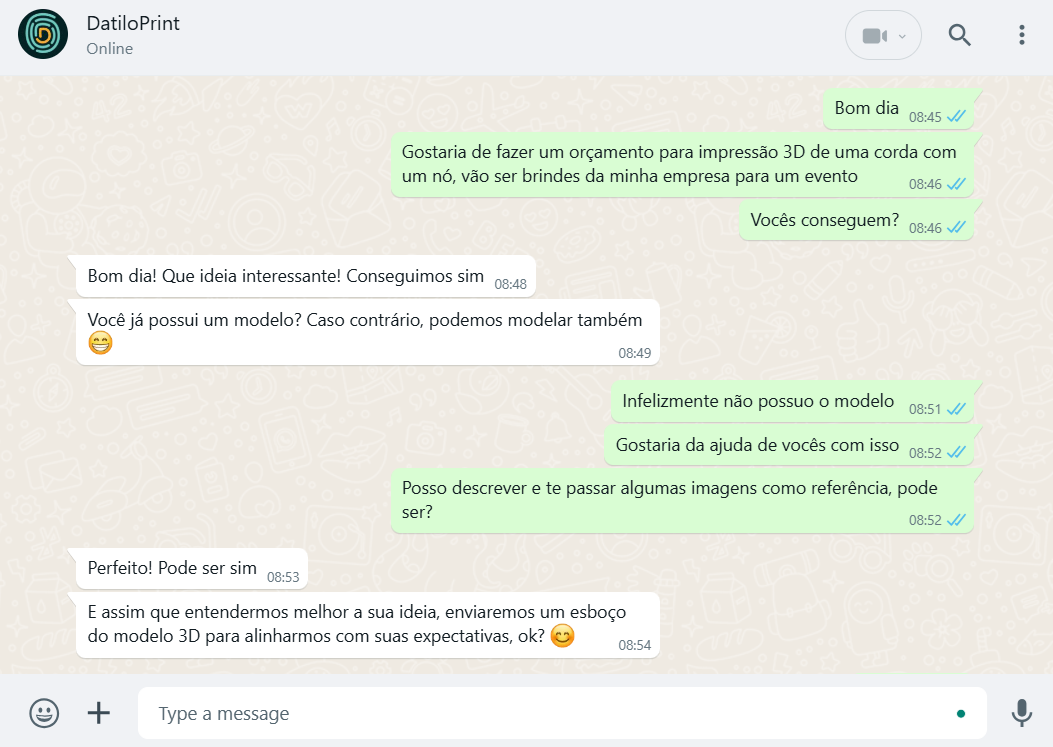 DatiloPrint
Online
Bom dia 08:45
Gostaria de fazer um orçamento para impressão 3D de uma corda com
um nó, vão ser brindes da minha empresa para um evento 08:46
Vocês conseguem? 08:46
Bom dia! Que ideia interessante! Conseguimos sim 08:48
Você já possui um modelo? Caso contrário, podemos modelar também
😁 08:49
Infelizmente não possuo o modelo 08:51
Gostaria da ajuda de vocês com isso 08:52
Posso descrever e te passar algumas imagens como referência, pode
ser? 08:52
Perfeito! Pode ser sim 08:53
E assim que entendermos melhor a sua ideia, enviaremos um esboço
do modelo 3D para alinharmos com suas expectativas, ok? 😊 08:54
Type a message